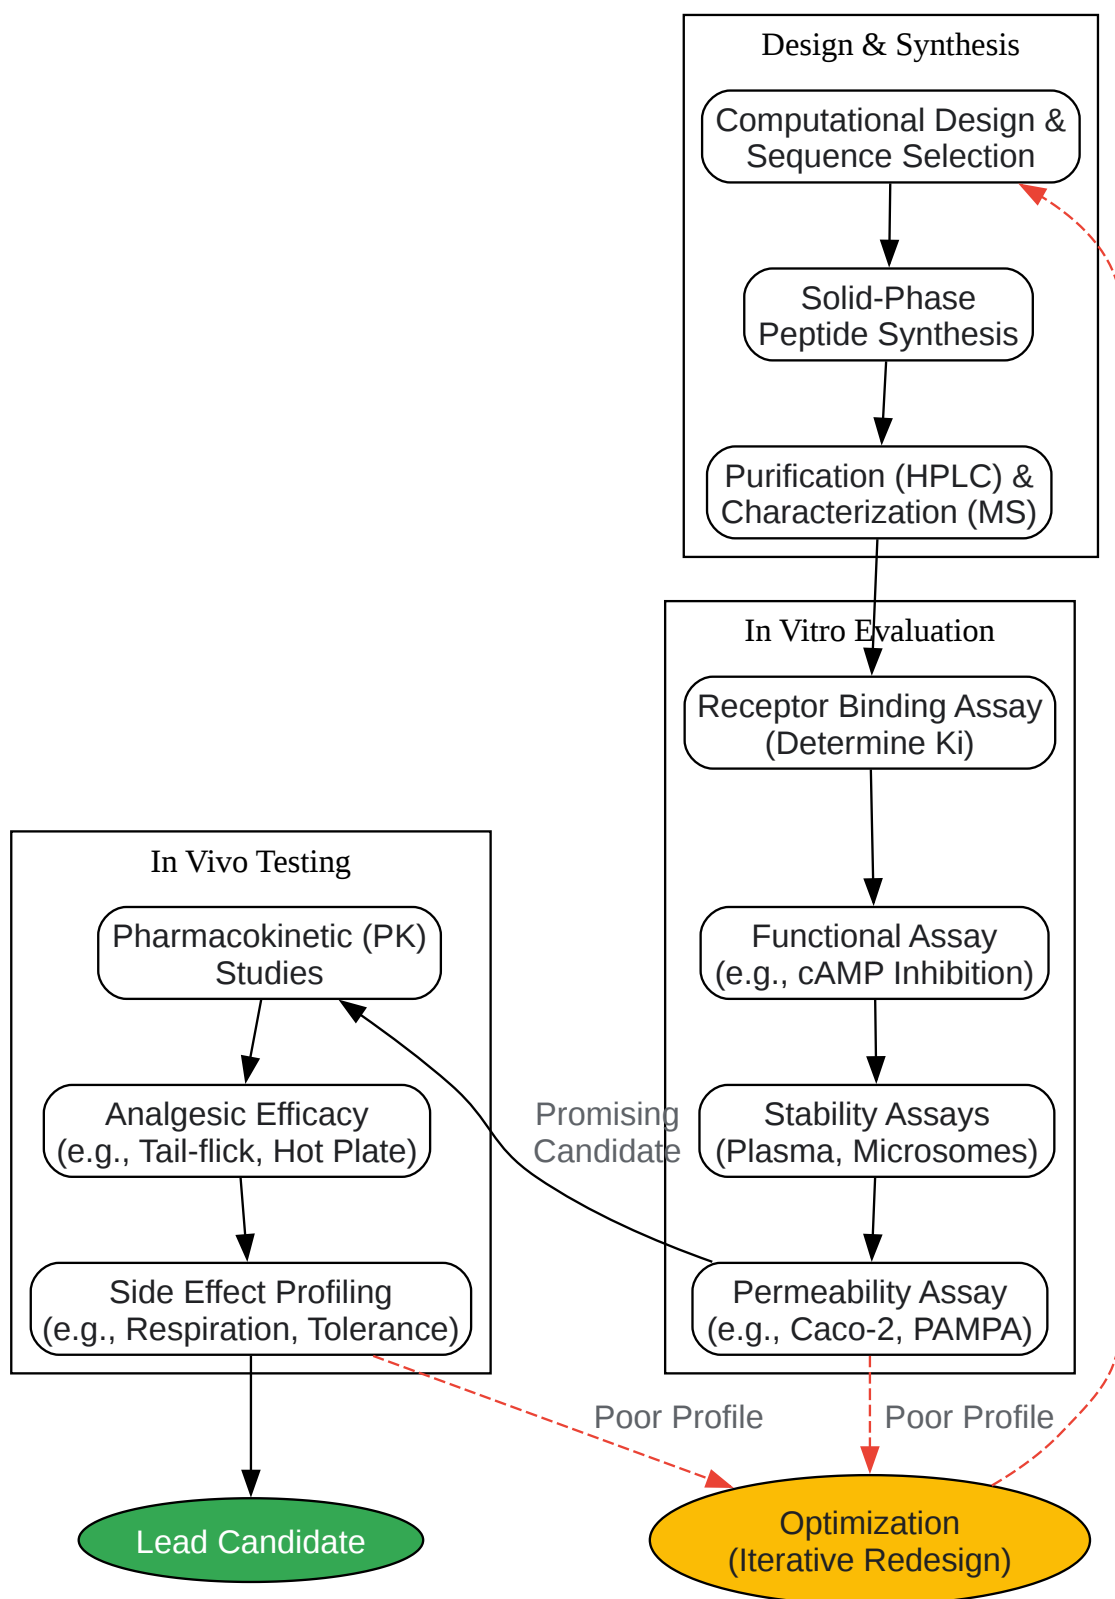 Design & Synthesis
Computational Design &
Sequence Selection
Solid-Phase
Peptide Synthesis
Purification (HPLC) &
Characterization (MS)
In Vitro Evaluation
Receptor Binding Assay
(Determine Ki)
Functional Assay
(e.g., cAMP Inhibition)
Stability Assays
(Plasma, Microsomes)
Permeability Assay
(e.g., Caco-2, PAMPA)
Promising
Candidate
In Vivo Testing
Pharmacokinetic (PK)
Studies
Analgesic Efficacy
(e.g., Tail-flick, Hot Plate)
Side Effect Profiling
(e.g., Respiration, Tolerance)
Poor Profile
Poor Profile
Lead Candidate
Optimization
(Iterative Redesign)